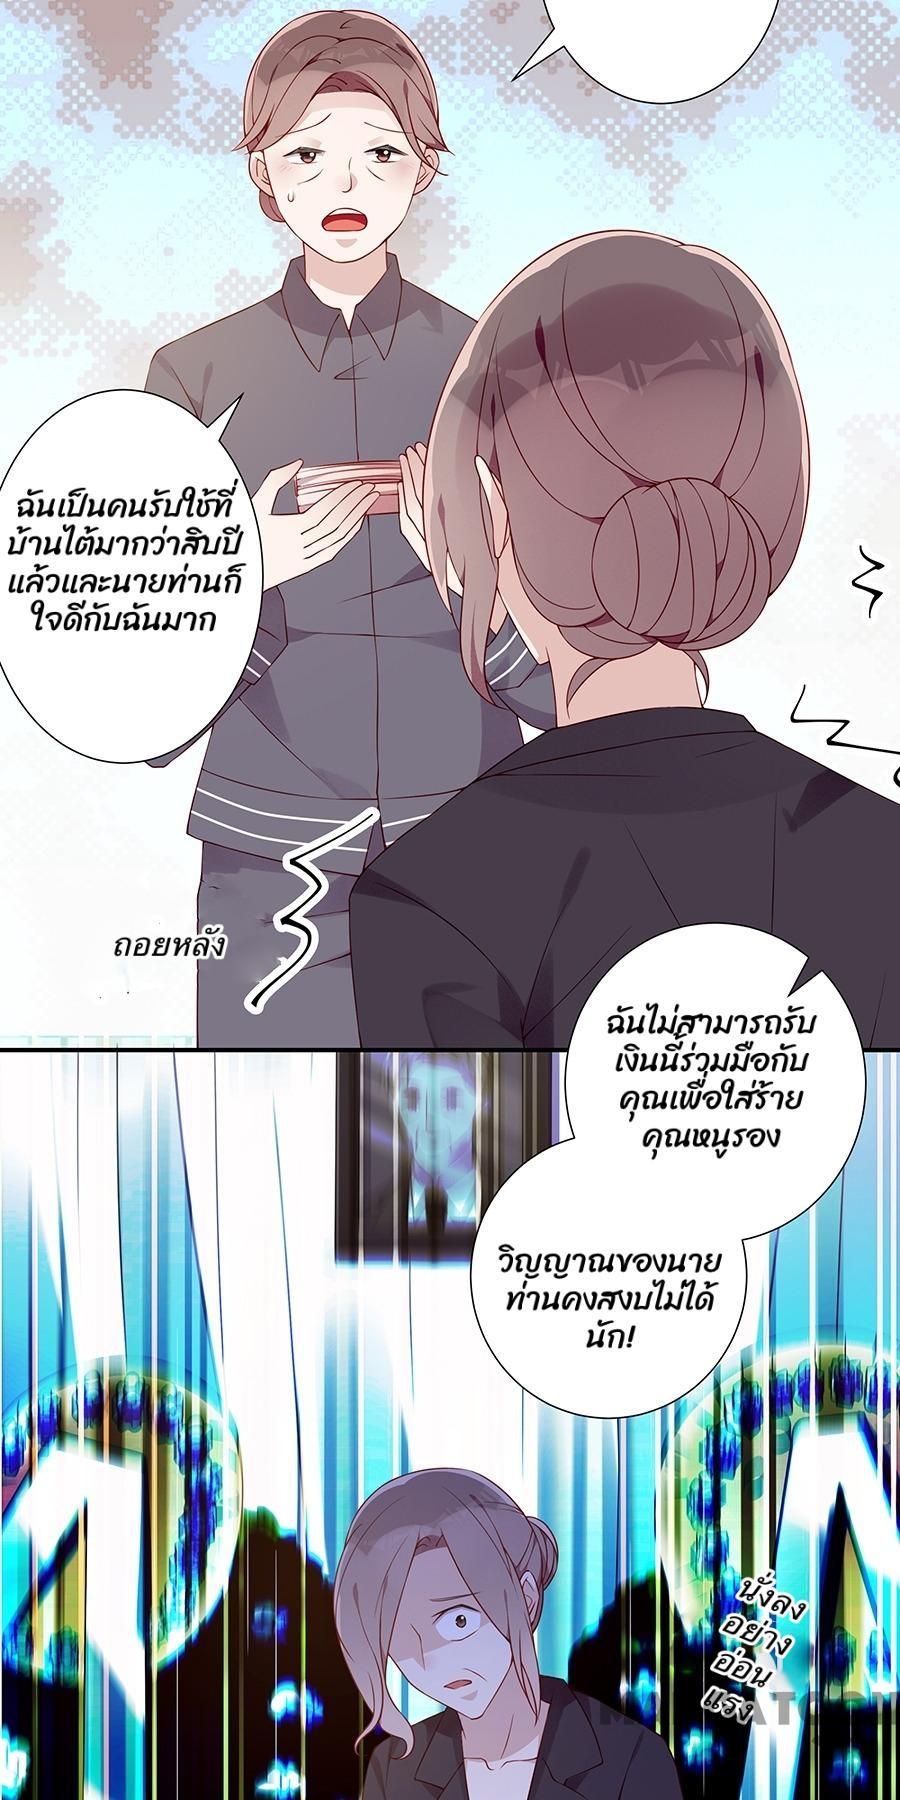 ฉันเป็นคนรับใช้ที่
บ้านไต้มากว่าสิบปี
แล้วและนายท่านก็
ใจดีกับฉันมาก
ถอยหลัง
ฉันไม่สามารถรับ
เงินนี้ร่วมมือกับ
คุณเพื่อใส่ร้าย
คุณหนูรอง
วิญญาณของนาย
ท่านคงสงบไม่ได้
นัก!
นั่งลง
อย่าง
อ่อน
แรง